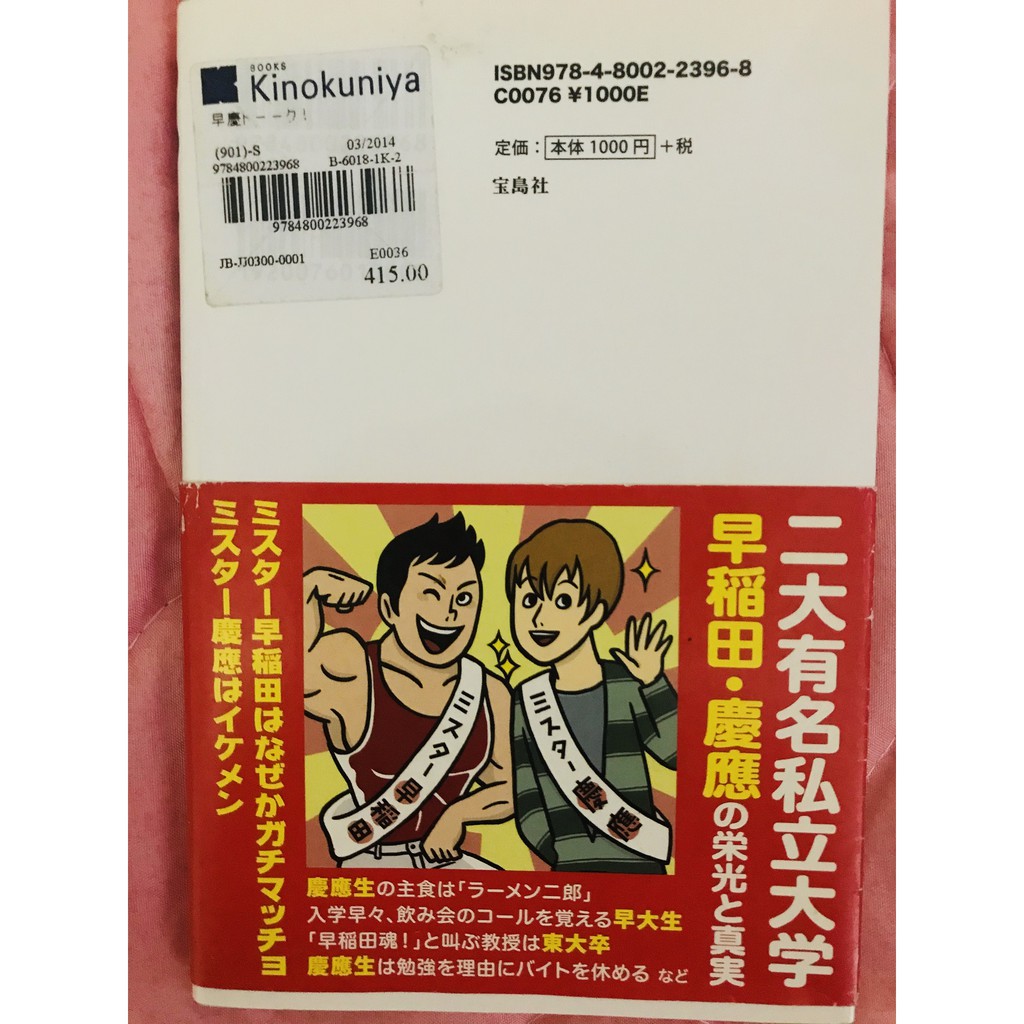 BOOKS
Kinokuniya
早慶トーーク!
(901)-S 03/2014
9784800223968 B-6018-1K-2
9784800223968
JB-JJ0300-0001 E0036
415.00
ISBN978-4-8002-2396-8
C0076 ¥1000E
定価:本体1000円+税
宝島社
二大有名私立大学
早稲田・慶應の栄光と真実
ミスター早稲田
ミスター慶應
ミスター早稲田はなぜかガチマッチョ
ミスター慶應はイケメン
慶應生の主食は「ラーメン二郎」
入学早々、飲み会のコールを覚える早大生
「早稲田魂!」と叫ぶ教授は東大卒
慶應生は勉強を理由にバイトを休める など